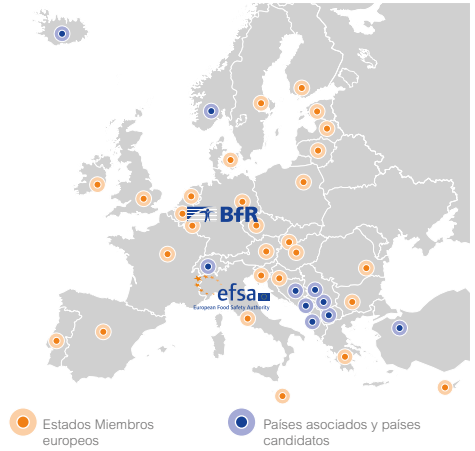 BfR
efsa
European Food Safety Authority
Estados Miembros
europeos
Países asociados y países
candidatos